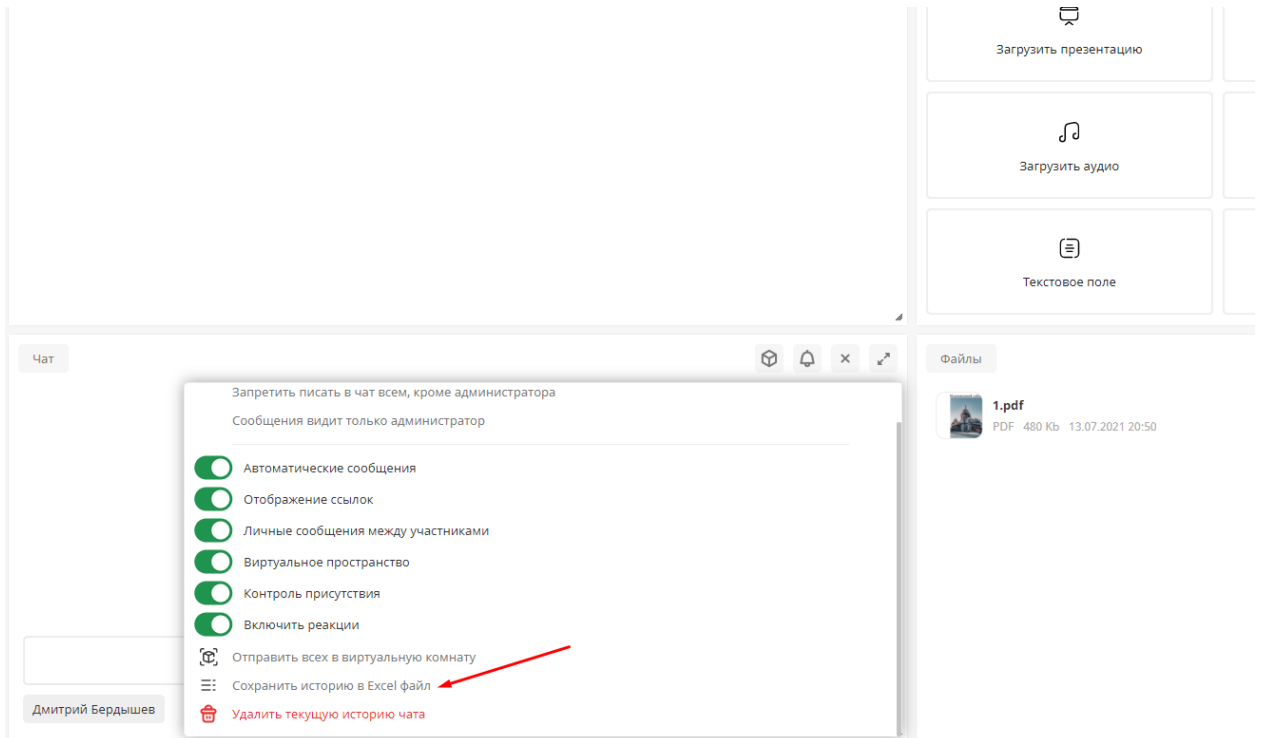 Загрузить презентацию
Загрузить аудио
Текстовое поле
Чат
Запретить писать в чат всем, кроме администратора
Сообщения видит только администратор
Автоматические сообщения
Отображение ссылок
Личные сообщения между участниками
Виртуальное пространство
Контроль присутствия
Включить реакции
Отправить всех в виртуальную комнату
Сохранить историю в Excel файл
Удалить текущую историю чата
Дмитрий Бердышев
Файлы
1.pdf
PDF 480 Kb 13.07.2021 20:50